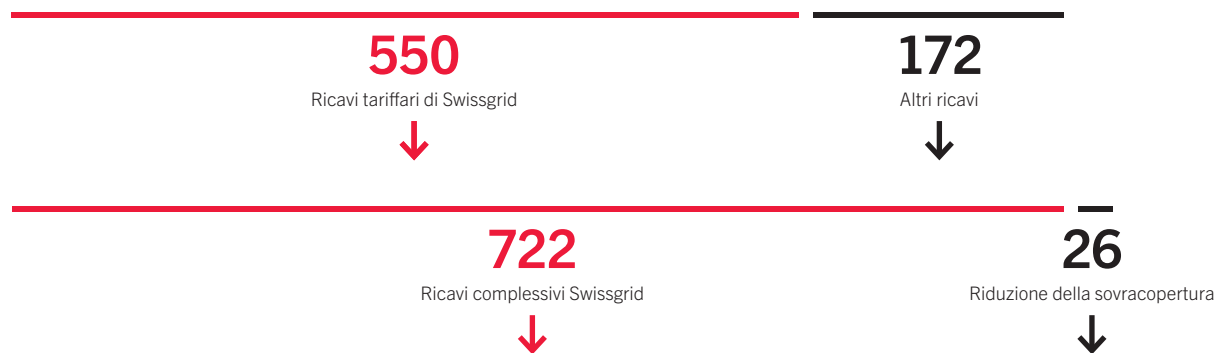 550
Ricavi tariffari di Swissgrid
172
Altri ricavi
722
Ricavi complessivi Swissgrid
26
Riduzione della sovracopertura